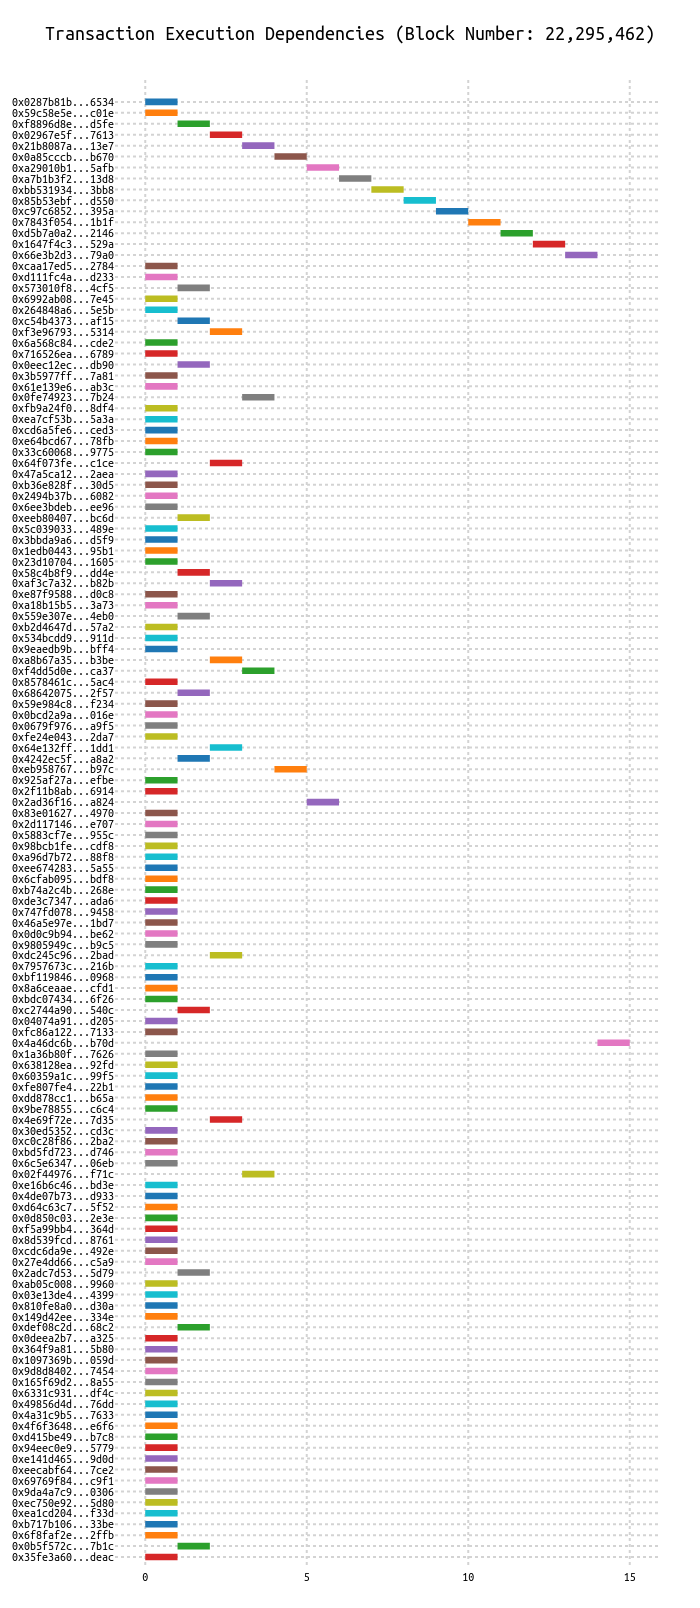 Transaction Execution Dependencies (Block Number: 22,295,462)
0x0287b81b...6534
0x59c58e5e...c01e
0xf8896d8e...d5fe
0x02967e5f...7613
0x21b8087a...13e7
0x0a85cccb...b670
0xa29010b1...5afb
0xa7b1b3f2...13d8
0xbb531934...3bb8
0x85b53ebf...d550
0xc97c6852...395a
0x7843f054...1b1f
0xd5b7a0a2...2146
0x1647f4c3...529a
0x66e3b2d3...79a0
0xcaa17ed5...2784
0xd111fc4a...d233
0x573010f8...4cf5
0x6992ab08...7e45
0x264848a6...5e5b
0xc54b4373...af15
0xf3e96793...5314
0x6a568c84...cde2
0x716526ea...6789
0x0eec12ec...db90
0x3b5977ff...7a81
0x61e139e6...ab3c
0x0fe74923...7b24
0xfb9a24f0...8df4
0xea7cf53b...5a3a
0xcd6a5fe6...ced3
0xe64bcd67...78fb
0x33c60068...9775
0x64f073fe...c1ce
0x47a5ca12...2aea
0xb36e828f...30d5
0x2494b37b...6082
0x6ee3bdeb...ee96
0xeeb80407...bc6d
0x5c039033...489e
0x3bbda9a6...d5f9
0x1edb0443...95b1
0x23d10704...1605
0x58c4b8f9...dd4e
0xaf3c7a32...b82b
0xe87f9588...d0c8
0xa18b15b5...3a73
0x559e307e...4eb0
0xb2d4647d...57a2
0x534bcdd9...911d
0x9eaedb9b...bff4
0xa8b67a35...b3be
0xf4dd5d0e...ca37
0x8578461c...5ac4
0x68642075...2f57
0x59e984c8...f234
0x0bcd2a9a...016e
0x0679f976...a9f5
0xfe24e043...2da7
0x64e132ff...1dd1
0x4242ec5f...a8a2
0xeb958767...b97c
0x925af27a...efbe
0x2f11b8ab...6914
0x2ad36f16...a824
0x83e01627...4970
0x2d117146...e707
0x5883cf7e...955c
0x98bcb1fe...cdf8
0xa96d7b72...88f8
0xee674283...5a55
0x6cfab095...bdf8
0xb74a2c4b...268e
0xde3c7347...ada6
0x747fd078...9458
0x46a5e97e...1bd7
0x0d0c9b94...be62
0x9805949c...b9c5
0xdc245c96...2bad
0x7957673c...216b
0xbf119846...0968
0x8a6ceaae...cfd1
0xbdc07434...6f26
0xc2744a90...540c
0x04074a91...d205
0xfc86a122...7133
0x4a46dc6b...b70d
0x1a36b80f...7626
0x638128ea...92fd
0x60359a1c...99f5
0xfe807fe4...22b1
0xdd878cc1...b65a
0x9be78855...c6c4
0x4e69f72e...7d35
0x30ed5352...cd3c
0xc0c28f86...2ba2
0xbd5fd723...d746
0x6c5e6347...06eb
0x02f44976...f71c
0xe16b6c46...bd3e
0x4de07b73...d933
0xd64c63c7...5f52
0x0d850c03...2e3e
0xf5a99bb4...364d
0x8d539fcd...8761
0xcdc6da9e...492e
0x27e4dd66...c5a9
0x2adc7d53...5d79
0xab05c008...9960
0x03e13de4...4399
0x810fe8a0...d30a
0x149d42ee...334e
0xdef08c2d...68c2
0x0deea2b7...a325
0x364f9a81...5b80
0x1097369b...059d
0x9d8d8402...7454
0x165f69d2...8a55
0x6331c931...df4c
0x49856d4d...76dd
0x4a31c9b5...7633
0x4f6f3648...e6f6
0xd415be49...b7c8
0x94eec0e9...5779
0xe141d465...9d0d
0xeecabf64...7ce2
0x69769f84...c9f1
0x9da4a7c9...0306
0xec750e92...5d80
0xea1cd204...f33d
0xb717b106...33be
0x6f8faf2e...2ffb
0x0b5f572c...7b1c
0x35fe3a60...deac
0 5 10 15